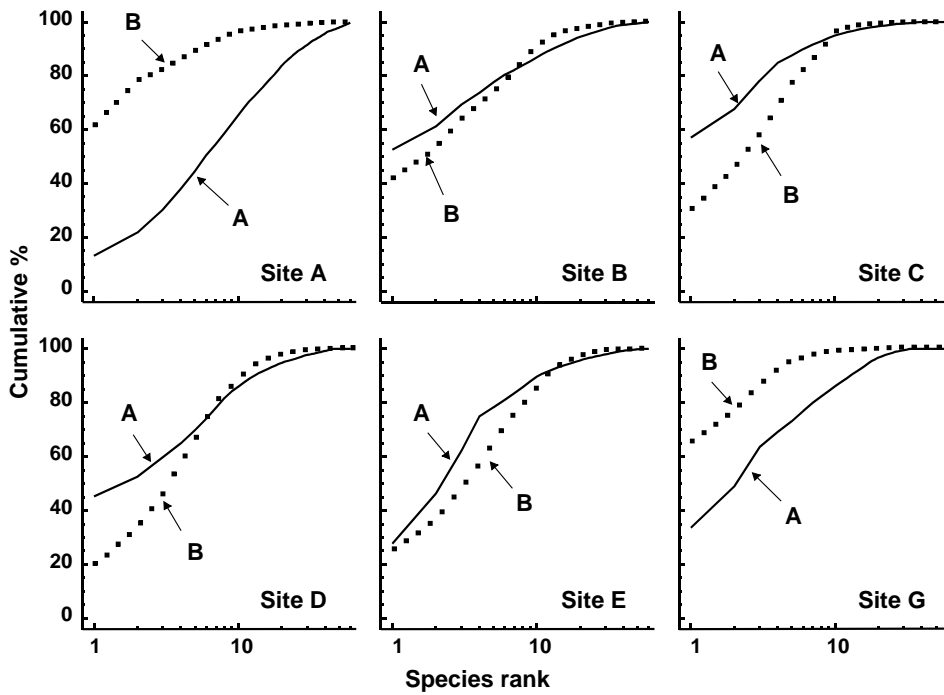 Cumulative %
100
80
60
40
20
0
B
A
Site A
A
B
Site B
A
B
Site C
100
80
60
40
20
0
A
B
Site D
A
B
Site E
B
A
Site G
1 10
1 10
1 10
Species rank